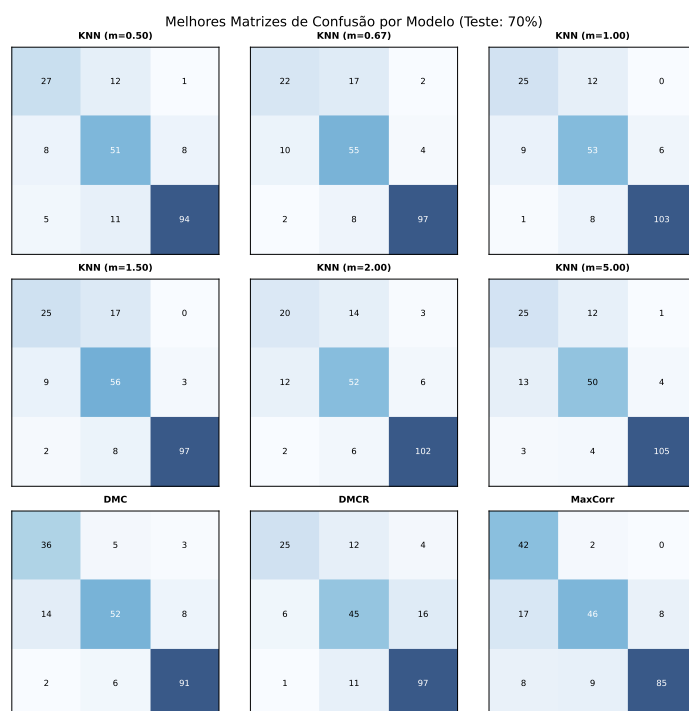 Melhores Matrizes de Confusão por Modelo (Teste: 70%)
KNN (m=0.50) KNN (m=0.67) KNN (m=1.00)
27 12 1 22 17 2 25 12 0
8 51 8 10 55 4 9 53 6
5 11 94 2 8 97 1 8 103
KNN (m=1.50) KNN (m=2.00) KNN (m=5.00)
25 17 0 20 14 3 25 12 1
9 56 3 12 52 6 13 50 4
2 8 97 2 6 102 3 4 105
DMC DMCR MaxCorr
36 5 3 25 12 4 42 2 0
14 52 8 6 45 16 17 46 8
2 6 91 1 11 97 8 9 85